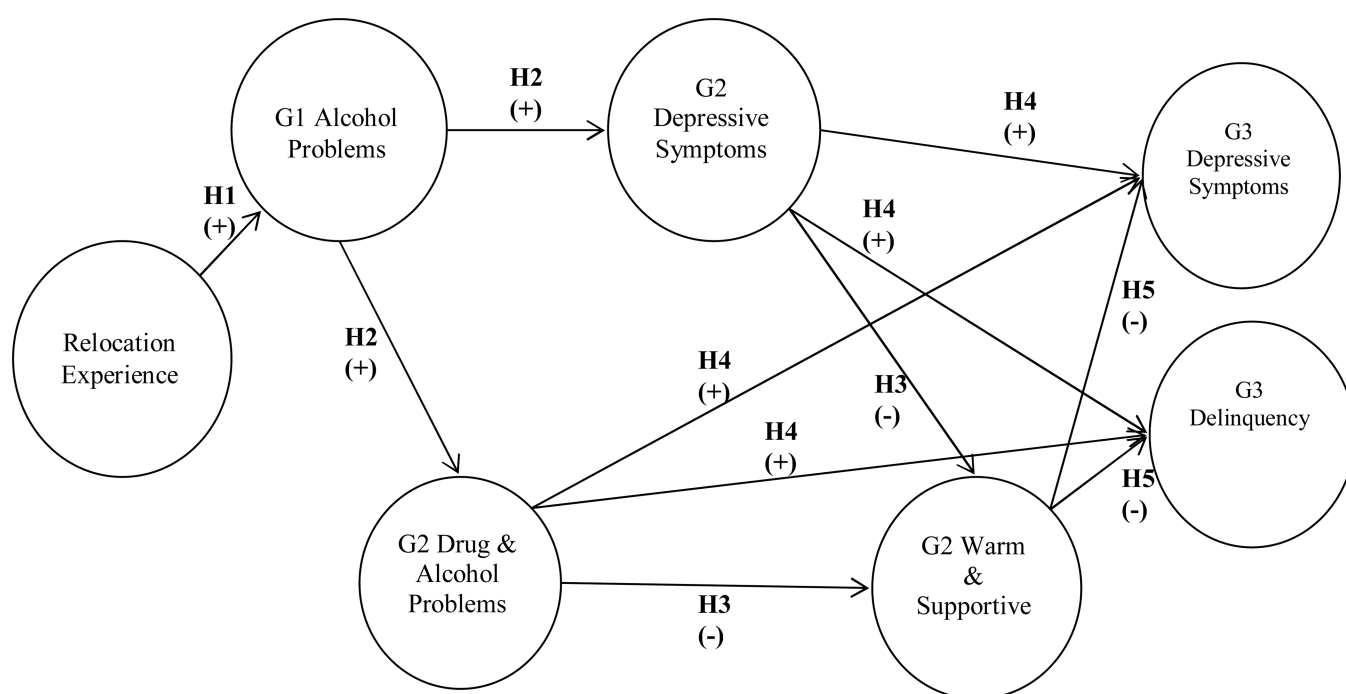 H2
(+)
G1 Alcohol
Problems
G2
Depressive
Symptoms
H4
(+)
G3
Depressive
Symptoms
H1
(+)
H4
(+)
Relocation
Experience
H2
(+)
H5
(-)
H4
(+)
H3
(-)
G3
Delinquency
H4
(+)
H5
(-)
G2 Drug &
Alcohol
Problems
G2 Warm
&
Supportive
H3
(-)